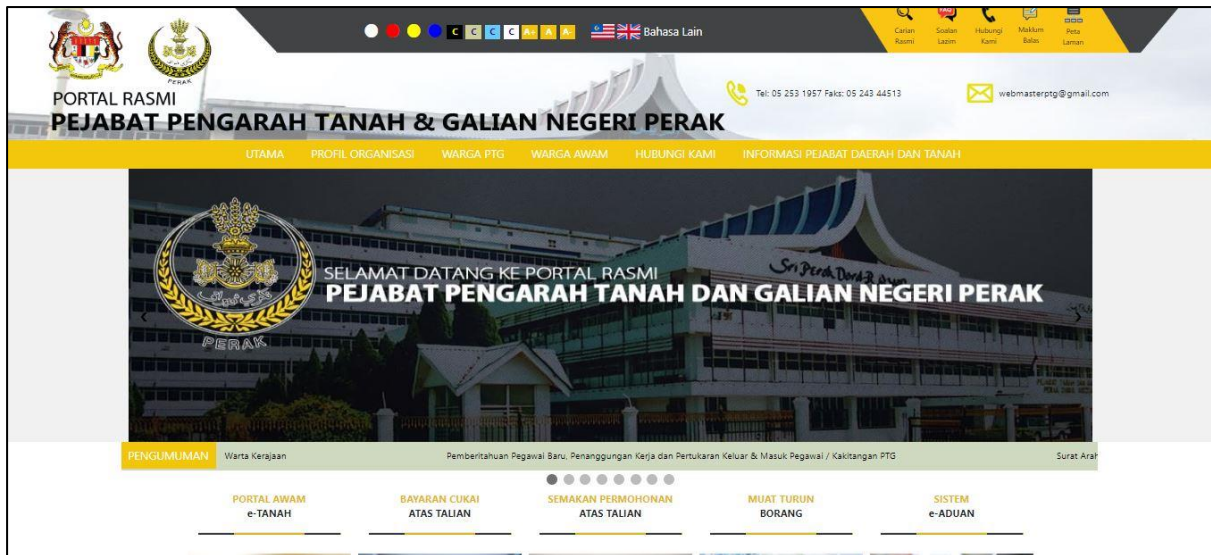 C C C C A+ A A- Bahasa Lain
FAQ
Carian Rasmi
Soalan Lazim
Hubungi Kami
Maklum Balas
Peta Laman
PERAK
PORTAL RASMI
PEJABAT PENGARAH TANAH & GALIAN NEGERI PERAK
Tel: 05 253 1957 Faks: 05 243 44513
webmasterptg@gmail.com
UTAMA PROFIL ORGANISASI WARGA PTG WARGA AWAM HUBUNGI KAMI INFORMASI PEJABAT DAERAH DAN TANAH
SELAMAT DATANG KE PORTAL RASMI
PEJABAT PENGARAH TANAH DAN GALIAN NEGERI PERAK
PERAK
PENGUMUMAN Warta Kerajaan Pemberitahuan Pegawai Baru, Penanggungan Kerja dan Pertukaran Keluar & Masuk Pegawai / Kakitangan PTG Surat Arah
PORTAL AWAM
e-TANAH
BAYARAN CUKAI
ATAS TALIAN
SEMAKAN PERMOHONAN
ATAS TALIAN
MUAT TURUN
BORANG
SISTEM
e-ADUAN